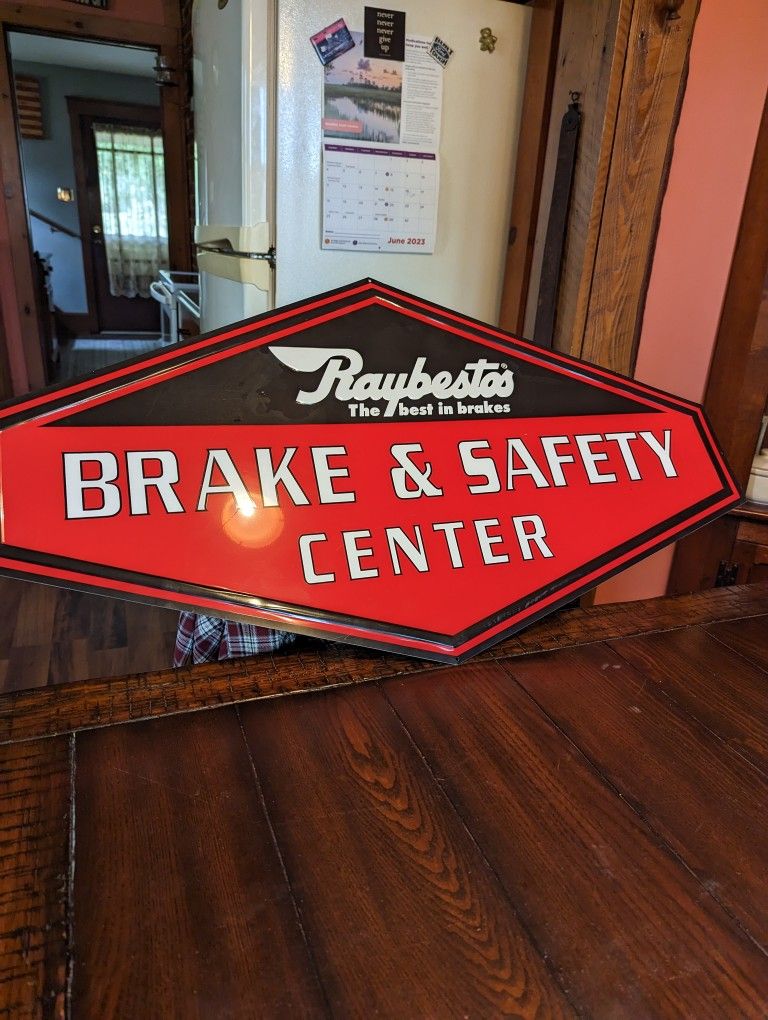 never
never
never
give
up
June 2023
Raybestos®
The best in brakes
BRAKE & SAFETY
CENTER